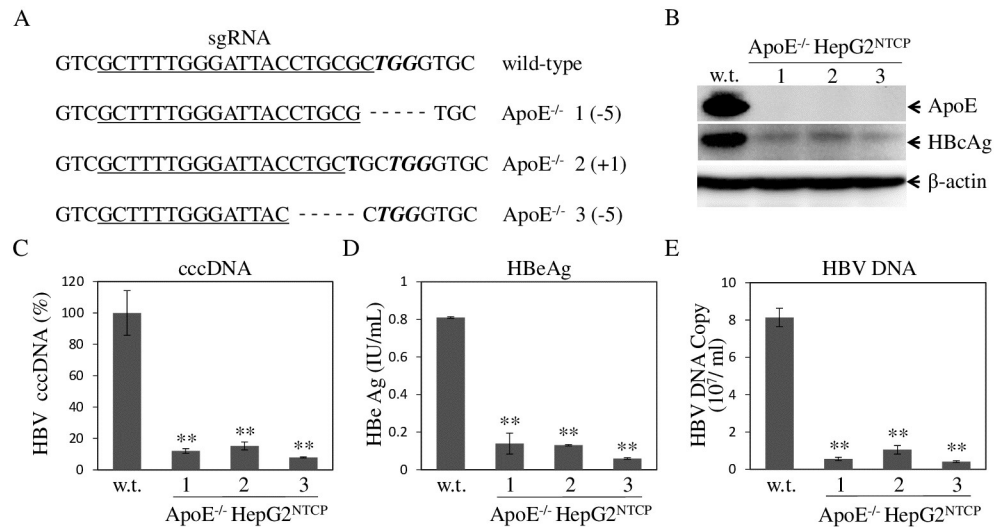 A
sgRNA
GTCGCTTTTGGGATTACCTGCGCTGGGTGC wild-type
GTCGCTTTTGGGATTACCTGCG - - - - - TGC ApoE-/- 1 (-5)
GTCGCTTTTGGGATTACCTGCTGCTGGGTGC ApoE-/- 2 (+1)
GTCGCTTTTGGGATTAC - - - - - CTGGGTGC ApoE-/- 3 (-5)
B
ApoE-/- HepG2NTCP
w.t. 1 2 3
ApoE
HBcAg
β-actin
C
cccDNA
HBV cccDNA (%)
120
100
80
60
40
20
0
** ** **
w.t. 1 2 3
ApoE-/- HepG2NTCP
D
HBeAg
HBe Ag (IU/mL)
1
0.8
0.6
0.4
0.2
0
** ** **
w.t. 1 2 3
ApoE-/- HepG2NTCP
E
HBV DNA
HBV DNA Copy
(10⁷/ ml)
10
8
6
4
2
0
** ** **
w.t. 1 2 3
ApoE-/- HepG2NTCP